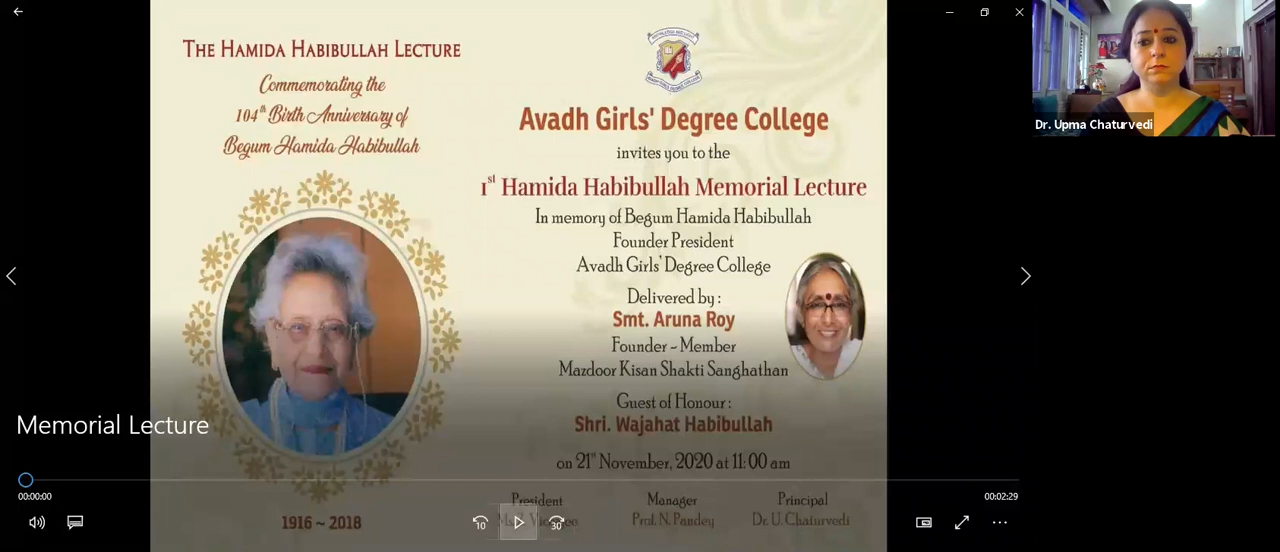 THE HAMIDA HABIBULLAH LECTURE
Commemorating the
104th Birth Anniversary of
Begum Hamida Habibullah
1916 ~ 2018
Avadh Girls' Degree College
invites you to the
1st Hamida Habibullah Memorial Lecture
In memory of Begum Hamida Habibullah
Founder President
Avadh Girls' Degree College
Delivered by :
Smt. Aruna Roy
Founder - Member
Mazdoor Kisan Shakti Sanghathan
Guest of Honour :
Shri. Wajahat Habibullah
on 21st November, 2020 at 11:00 am
President Manager Principal
Prof. N. Pandey Dr. U. Chaturvedi
Dr. Upma Chaturvedi
Memorial Lecture
00:00:00 00:02:29
10 30